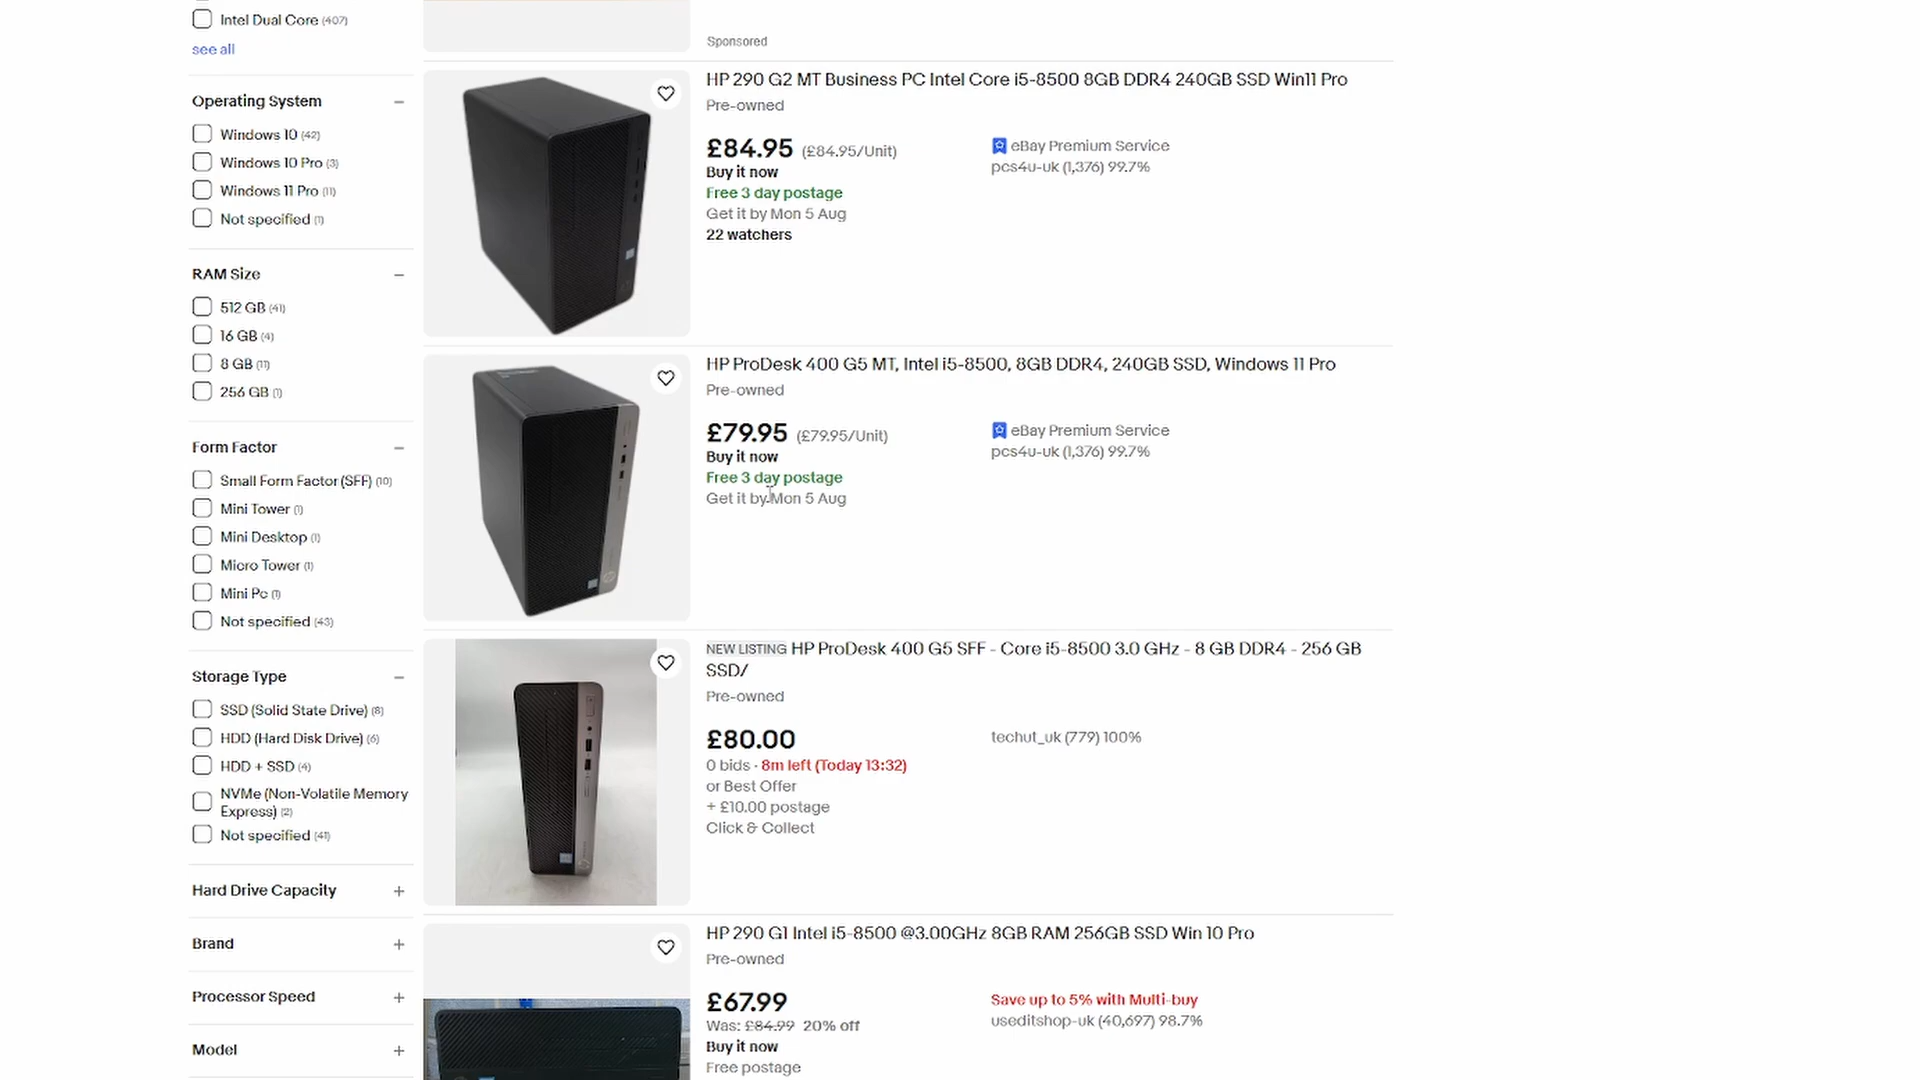 Intel Dual Core (407)
see all
Operating System
Windows 10 (42)
Windows 10 Pro (3)
Windows 11 Pro (11)
Not specified (1)
RAM Size
512 GB (41)
16 GB (4)
8 GB (11)
256 GB (1)
Form Factor
Small Form Factor (SFF) (10)
Mini Tower (1)
Mini Desktop (1)
Micro Tower (1)
Mini Pc (1)
Not specified (43)
Storage Type
SSD (Solid State Drive) (8)
HDD (Hard Disk Drive) (6)
HDD + SSD (4)
NVMe (Non-Volatile Memory
Express) (2)
Not specified (41)
Hard Drive Capacity
Brand
Processor Speed
Model
Sponsored
HP 290 G2 MT Business PC Intel Core i5-8500 8GB DDR4 240GB SSD Win11 Pro
Pre-owned
£84.95 (£84.95/Unit)
Buy it now
Free 3 day postage
Get it by Mon 5 Aug
22 watchers
eBay Premium Service
pcs4u-uk (1,376) 99.7%
HP ProDesk 400 G5 MT, Intel i5-8500, 8GB DDR4, 240GB SSD, Windows 11 Pro
Pre-owned
£79.95 (£79.95/Unit)
Buy it now
Free 3 day postage
Get it by Mon 5 Aug
eBay Premium Service
pcs4u-uk (1,376) 99.7%
NEW LISTING HP ProDesk 400 G5 SFF - Core i5-8500 3.0 GHz - 8 GB DDR4 - 256 GB
SSD/
Pre-owned
£80.00
0 bids · 8m left (Today 13:32)
or Best Offer
+ £10.00 postage
Click & Collect
techut_uk (779) 100%
HP 290 G1 Intel i5-8500 @3.00GHz 8GB RAM 256GB SSD Win 10 Pro
Pre-owned
£67.99
Was: £84.99 20% off
Buy it now
Free postage
Save up to 5% with Multi-buy
useditshop-uk (40,697) 98.7%